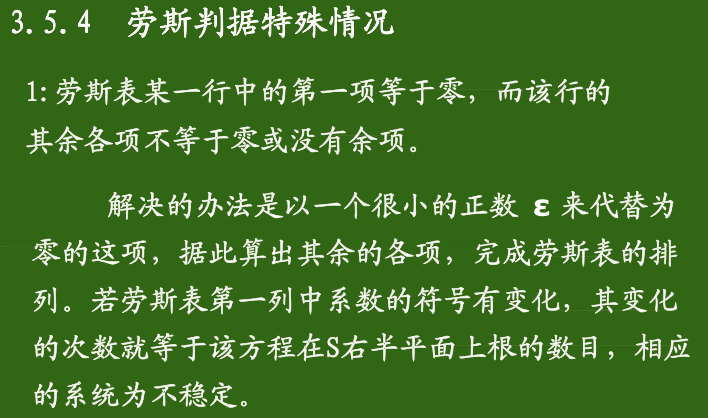 3.5.4 劳斯判据特殊情况
1:劳斯表某一行中的第一项等于零，而该行的
其余各项不等于零或没有余项。
解决的办法是以一个很小的正数 ε 来代替为
零的这项，据此算出其余的各项，完成劳斯表的排
列。若劳斯表第一列中系数的符号有变化，其变化
的次数就等于该方程在S右半平面上根的数目，相应
的系统为不稳定。